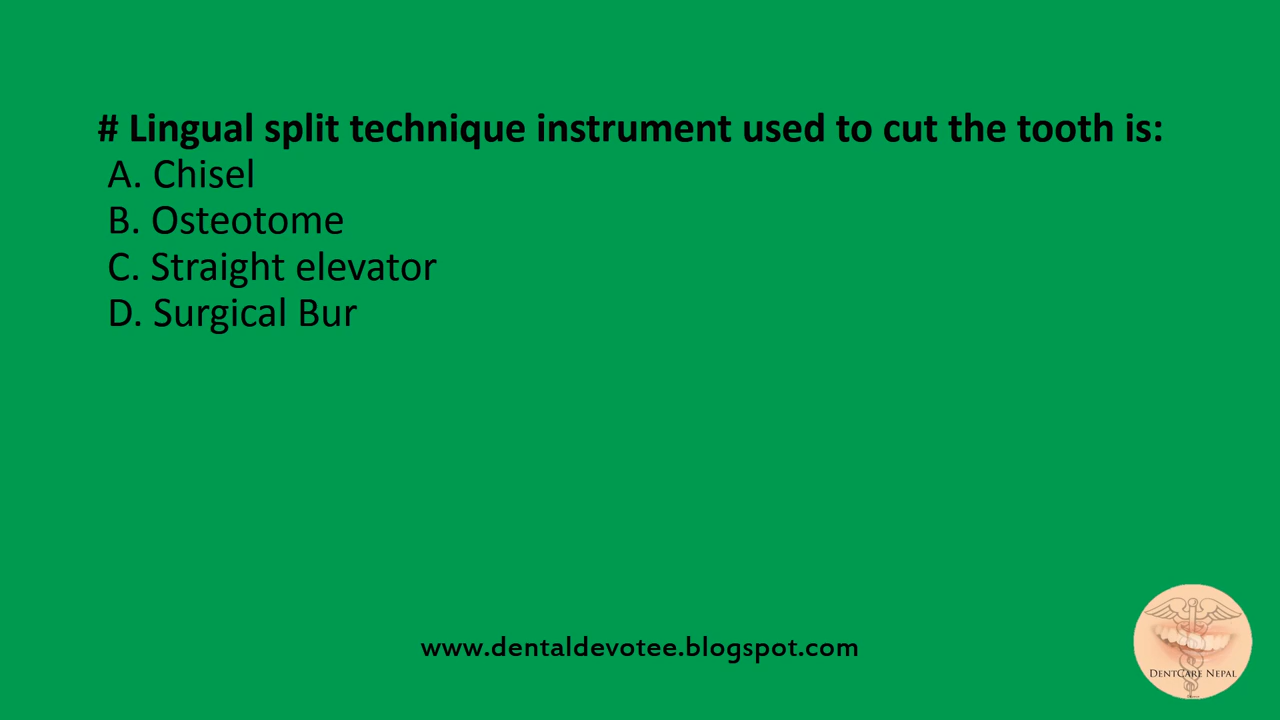 # Lingual split technique instrument used to cut the tooth is:
A. Chisel
B. Osteotome
C. Straight elevator
D. Surgical Bur
www.dentaldevotee.blogspot.com
DentCare Nepal